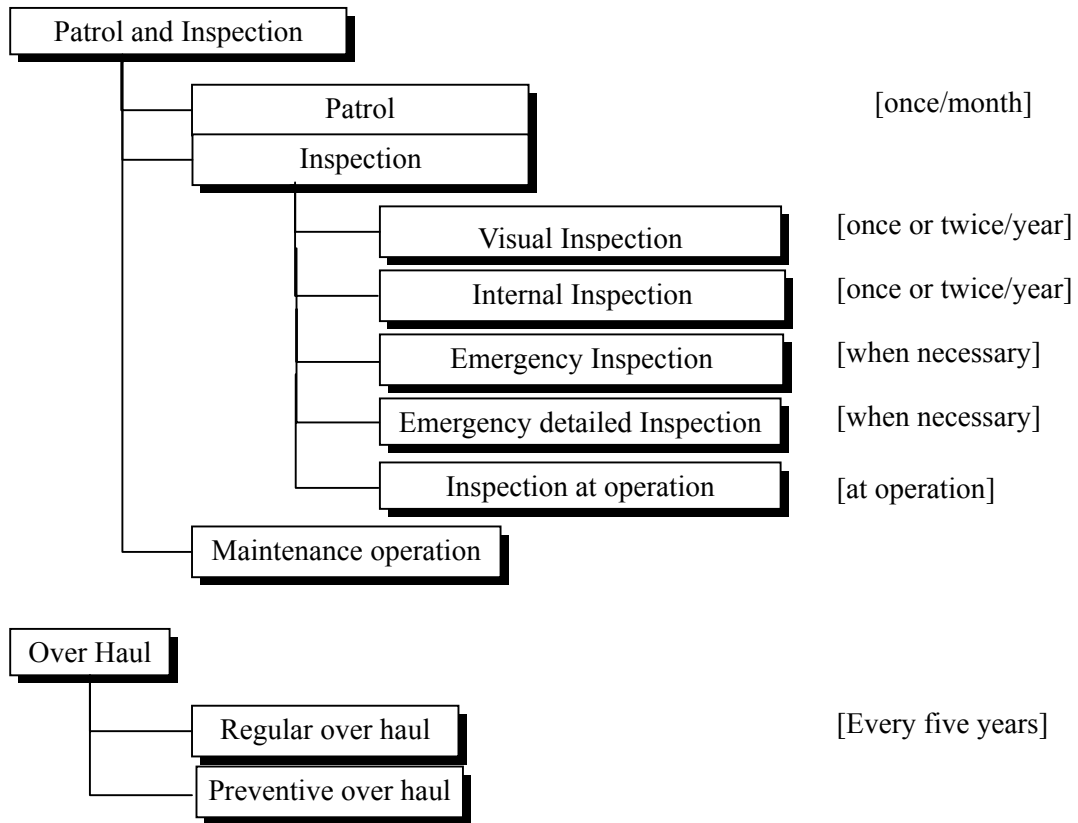 Patrol and Inspection
Patrol [once/month]
Inspection
Visual Inspection [once or twice/year]
Internal Inspection [once or twice/year]
Emergency Inspection [when necessary]
Emergency detailed Inspection [when necessary]
Inspection at operation [at operation]
Maintenance operation
Over Haul
Regular over haul [Every five years]
Preventive over haul